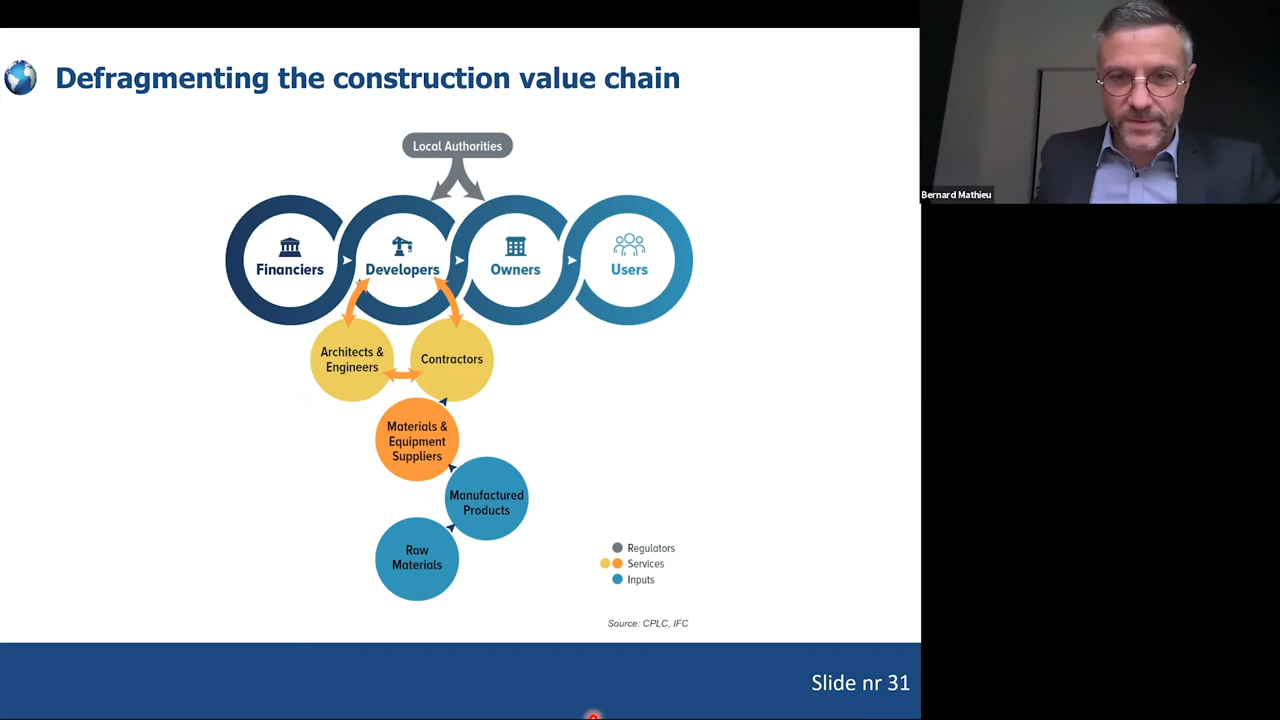 Defragmenting the construction value chain
Local Authorities
Financiers
Developers
Owners
Users
Architects &
Engineers
Contractors
Materials &
Equipment
Suppliers
Manufactured
Products
Raw
Materials
Regulators
Services
Inputs
Source: CPLC, IFC
Slide nr 31
Bernard Mathieu